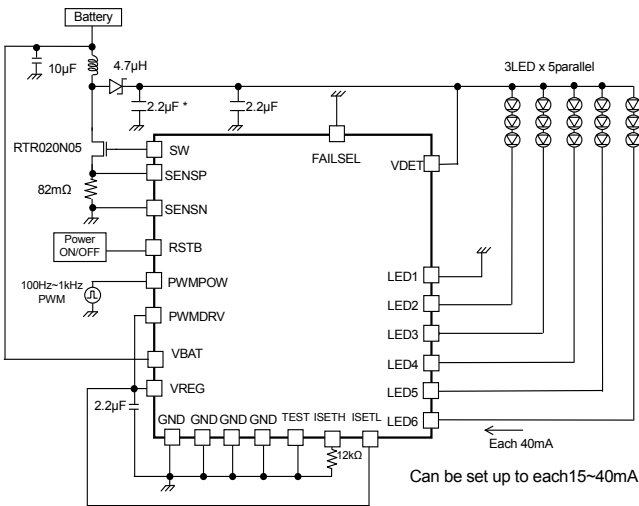 Battery
10µF
4.7µH
3LED x 5parallel
2.2µF *
2.2µF
RTR020N05
SW
FAILSEL
VDET
SENSP
82mΩ
SENSN
Power
ON/OFF
RSTB
LED1
100Hz~1kHz
PWM
PWMPOW
LED2
PWMDRV
LED3
VBAT
LED4
VREG
LED5
2.2µF
GND
GND
GND
GND
TEST
ISETH
ISETL
LED6
12kΩ
Each 40mA
Can be set up to each15~40mA